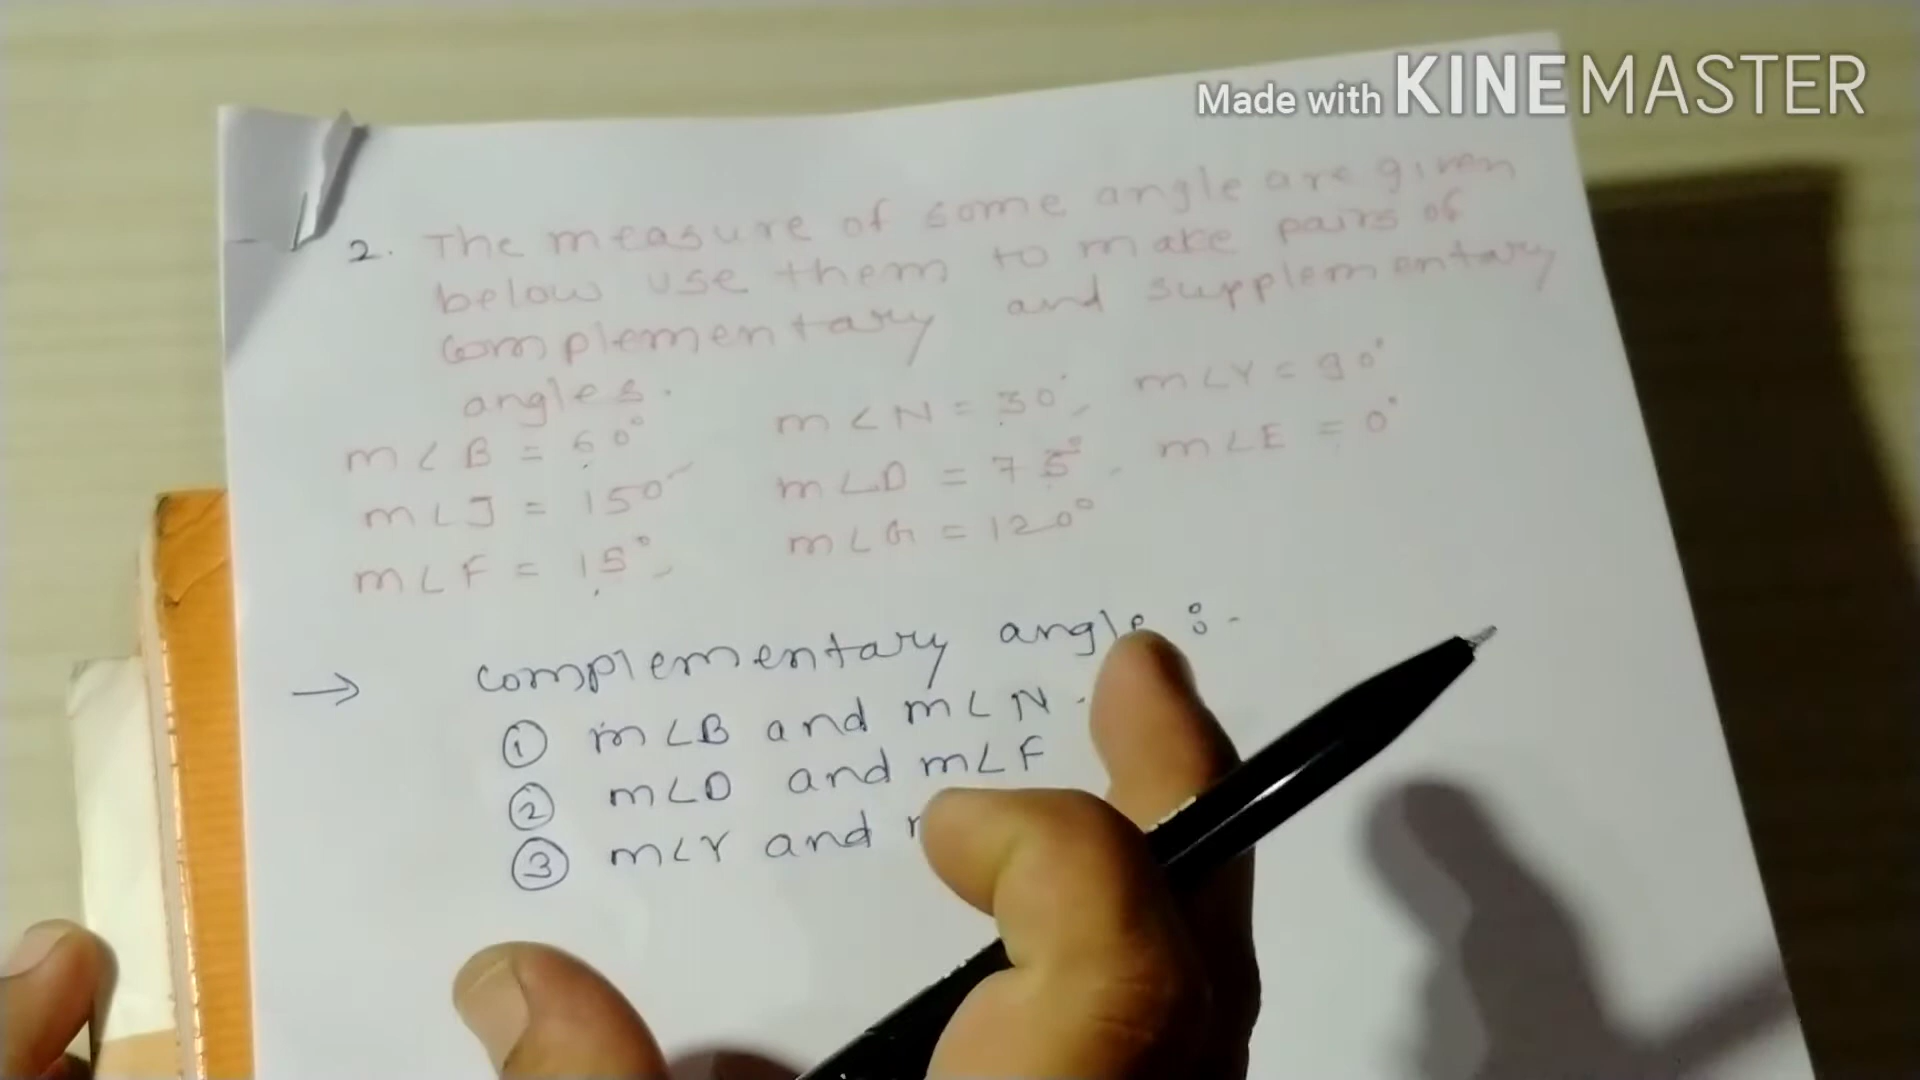 Made with KINEMASTER
2. The measure of some angle are given
below use them to make pairs of
complementary and supplementary
angles.
m∠B = 60° m∠N = 30°, m∠Y = 90°
m∠J = 150° m∠D = 75°, m∠E = 0°
m∠F = 15°, m∠G = 120°
→ complementary angle :-
① m∠B and m∠N.
② m∠D and m∠F
③ m∠Y and